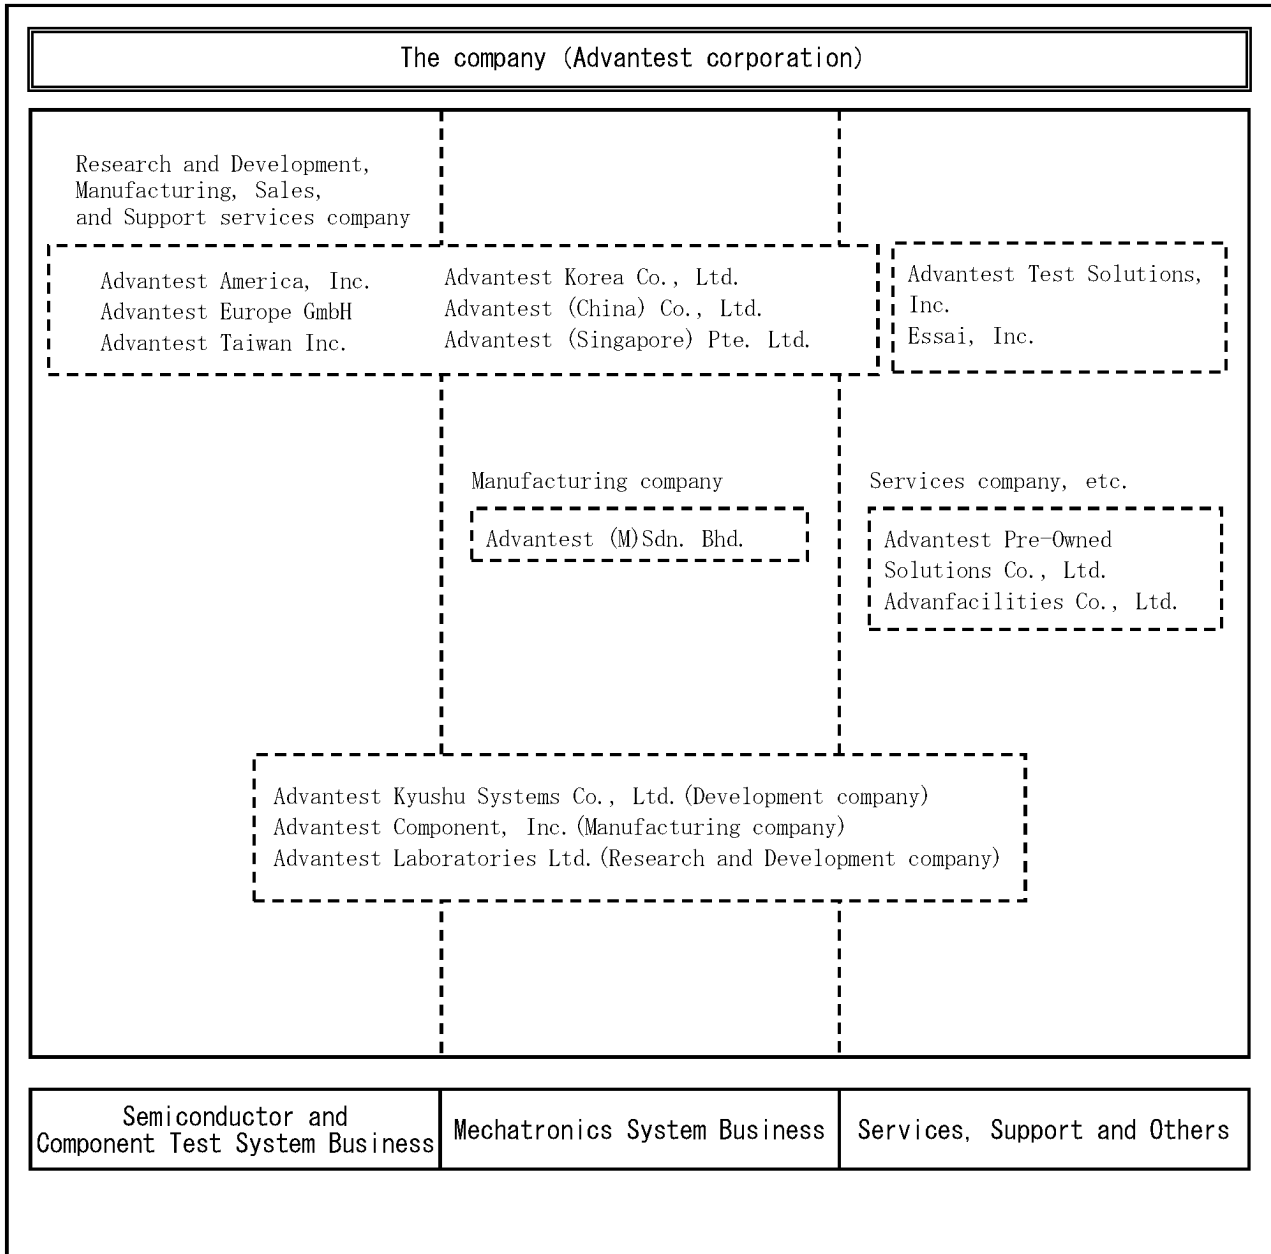 The company (Advantest corporation)
Research and Development,
Manufacturing, Sales,
and Support services company
Advantest America, Inc.
Advantest Europe GmbH
Advantest Taiwan Inc.
Advantest Korea Co., Ltd.
Advantest (China) Co., Ltd.
Advantest (Singapore) Pte. Ltd.
Advantest Test Solutions,
Inc.
Essai, Inc.
Manufacturing company
Advantest (M)Sdn. Bhd.
Services company, etc.
Advantest Pre-Owned
Solutions Co., Ltd.
Advanfacilities Co., Ltd.
Advantest Kyushu Systems Co., Ltd.(Development company)
Advantest Component, Inc.(Manufacturing company)
Advantest Laboratories Ltd.(Research and Development company)
Semiconductor and
Component Test System Business
Mechatronics System Business
Services, Support and Others